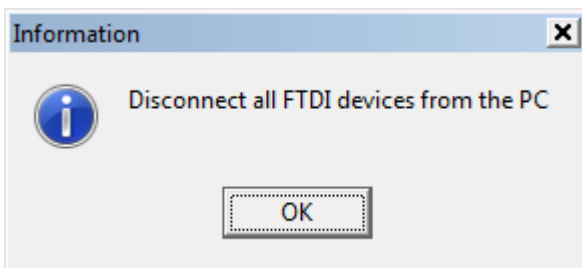 Information
Disconnect all FTDI devices from the PC
OK